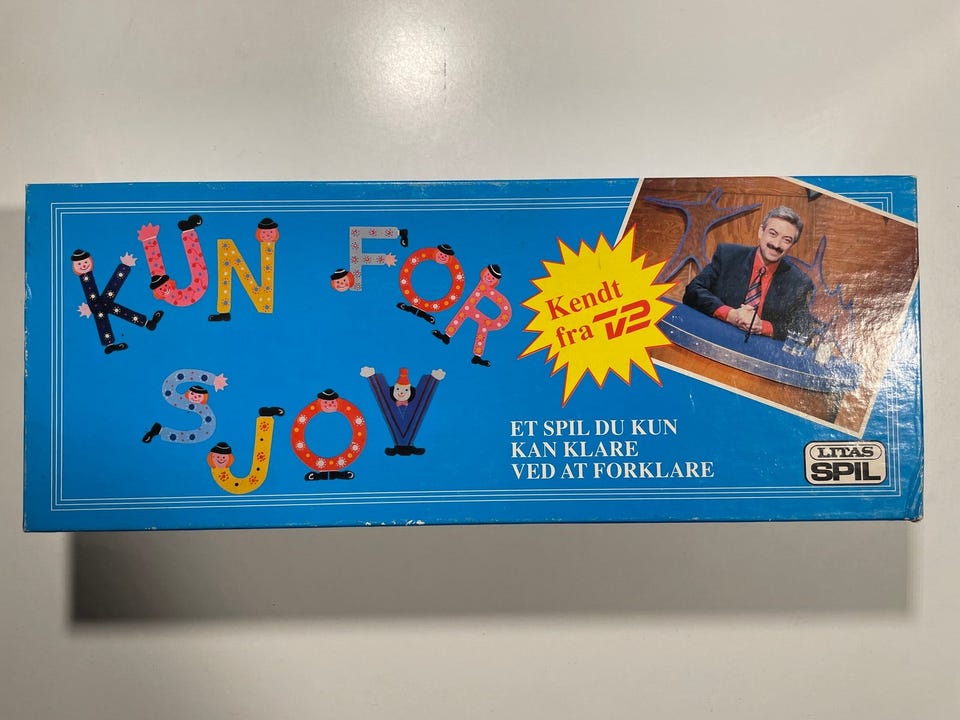 KUN FOR
SJOV
Kendt
fra TV2
ET SPIL DU KUN
KAN KLARE
VED AT FORKLARE
LITAS
SPIL